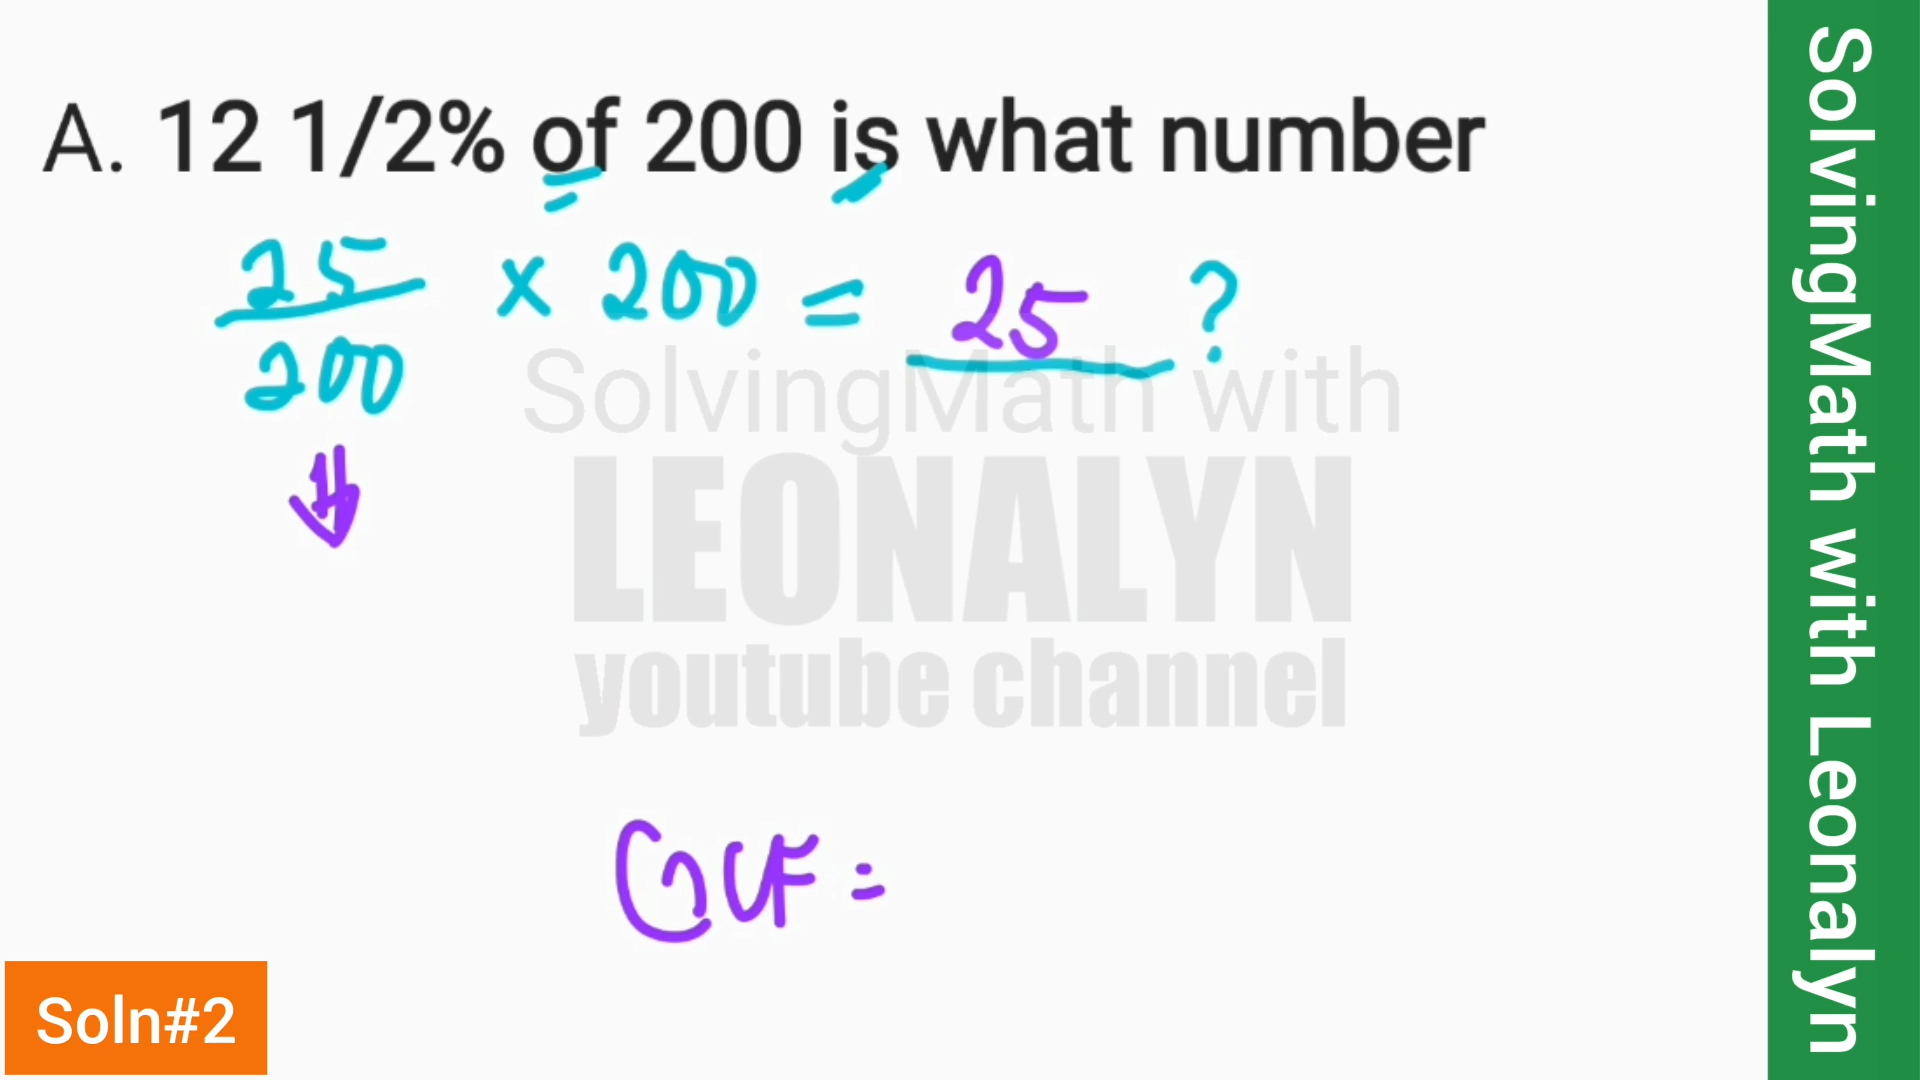 A. 12 1/2% of 200 is what number
25/200 × 200 = 25 ?
SolvingMath with
LEONALYN
youtube channel
GCF =
Soln#2
SolvingMath with Leonalyn